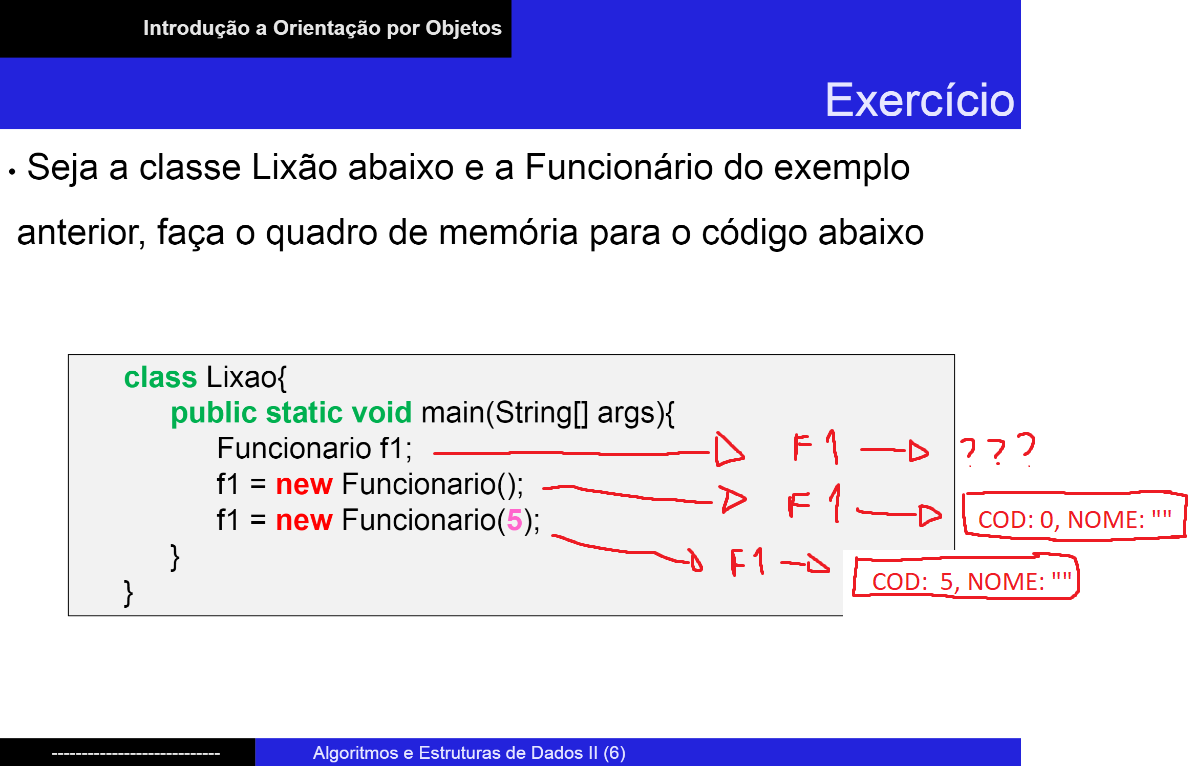 Introdução a Orientação por Objetos
Exercício
• Seja a classe Lixão abaixo e a Funcionário do exemplo
anterior, faça o quadro de memória para o código abaixo
class Lixao{
public static void main(String[] args){
Funcionario f1; F1 ???
f1 = new Funcionario(); F1 COD: 0, NOME: ""
f1 = new Funcionario(5); F1 COD: 5, NOME: ""
}
}
---------------------------- Algoritmos e Estruturas de Dados II (6)